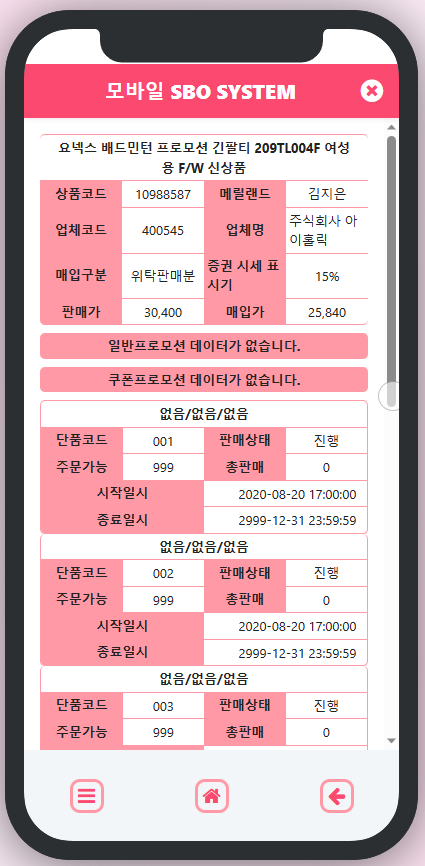 모바일 SBO SYSTEM
요넥스 배드민턴 프로모션 긴팔티 209TL004F 여성
용 F/W 신상품
상품코드 10988587 메릴랜드 김지은
업체코드 400545 업체명 주식회사 아
이홀릭
매입구분 위탁판매분 증권 시세 표
시기 15%
판매가 30,400 매입가 25,840
일반프로모션 데이터가 없습니다.
쿠폰프로모션 데이터가 없습니다.
없음/없음/없음
단품코드 001 판매상태 진행
주문가능 999 총판매 0
시작일시 2020-08-20 17:00:00
종료일시 2999-12-31 23:59:59
없음/없음/없음
단품코드 002 판매상태 진행
주문가능 999 총판매 0
시작일시 2020-08-20 17:00:00
종료일시 2999-12-31 23:59:59
없음/없음/없음
단품코드 003 판매상태 진행
주문가능 999 총판매 0